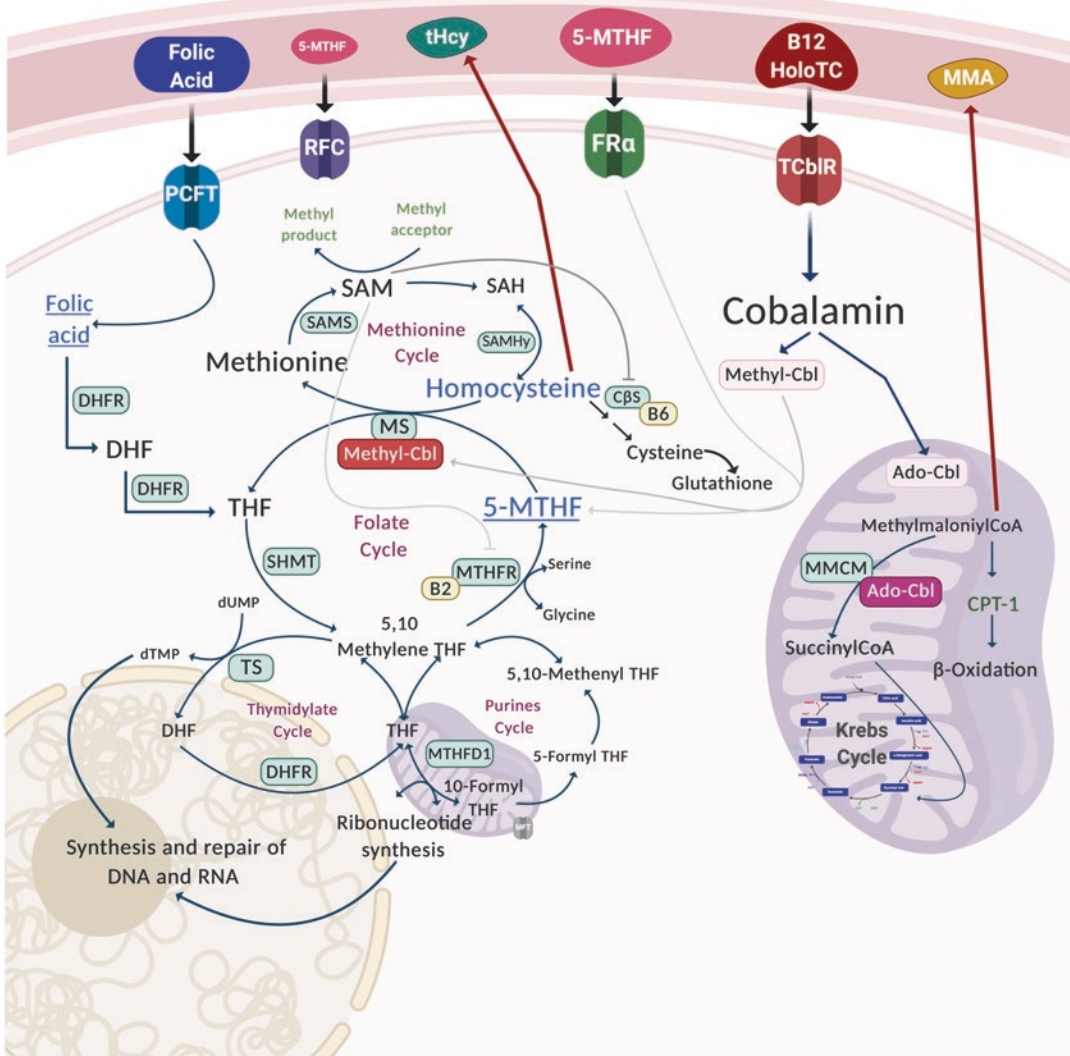 Folic
Acid
5-MTHF
tHcy
5-MTHF
B12
HoloTC
MMA
PCFT
RFC
FRα
TCblR
Methyl
product
Methyl
acceptor
Folic
acid
SAM
SAH
SAMS
Methionine
Cycle
SAMHy
Methionine
Homocysteine
Cobalamin
Methyl-Cbl
DHFR
CβS
B6
MS
Methyl-Cbl
DHF
Cysteine
Glutathione
Ado-Cbl
DHFR
THF
5-MTHF
Folate
Cycle
MethylmaloniylCoA
SHMT
MTHFR
B2
Serine
Glycine
MMCM
Ado-Cbl
CPT-1
dUMP
5,10
Methylene THF
SuccinylCoA
dTMP
TS
5,10-Methenyl THF
β-Oxidation
Thymidylate
Cycle
Purines
Cycle
DHF
THF
MTHFD1
5-Formyl THF
Krebs
Cycle
DHFR
10-Formyl
THF
MFT
Ribonucleotide
synthesis
Synthesis and repair of
DNA and RNA